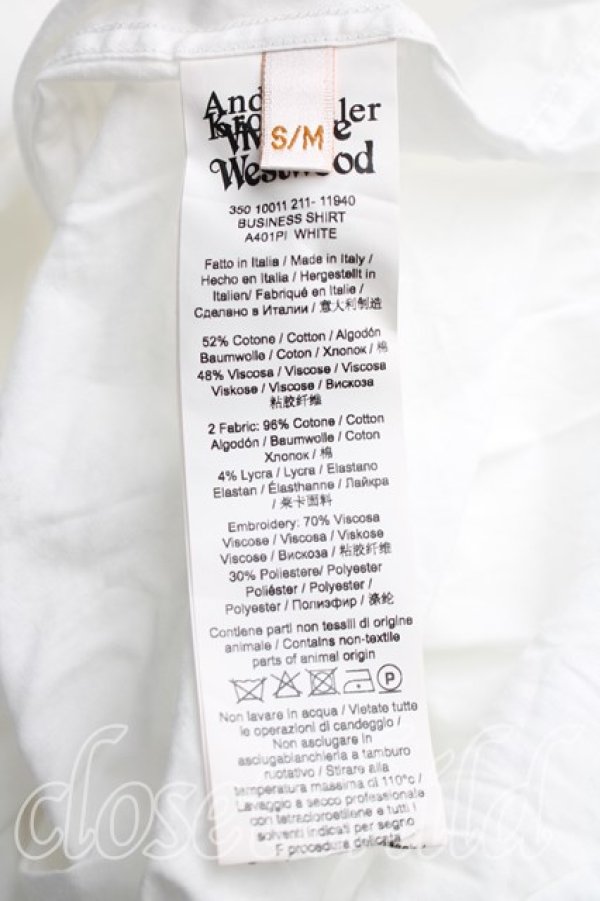 And ler
Kro
Viv e
Westwood
S/M
350 10011 211- 11940
BUSINESS SHIRT
A401PI WHITE
Fatto in Italia / Made in Italy /
Hecho en Italia / Hergestellt in
Italien/ Fabriqué en Italia /
Сделано в Италии / 意大利制造
52% Cotone / Cotton / Algodón
Baumwolle / Coton / Хлопок / 棉
48% Viscosa / Viscose / Viscosa
Viskose / Viscose / Вискоза
粘胶纤维
2 Fabric: 96% Cotone / Cotton
Algodón / Baumwolle / Coton
Хлопок / 棉
4% Lycra / Lycra / Elastano
Elastan / Élasthanne / Лайкра
/ 莱卡面料
Embroidery: 70% Viscosa
Viscose / Viscosa / Viskose
Viscose / Вискоза / 粘胶纤维
30% Poliestere/ Polyester
Poliéster / Polyester /
Polyester / Полиэфир / 涤纶
Contiene parti non tessili di origine
animale / Contains non-textile
parts of animal origin
P
Non lavare in acqua / Vietate tutte
le operazioni di candeggio /
Non asciugare in
asciugabiancheria a tamburo
ruotativo / Stirare alla
temperatura massima di 110°c /
Lavaggio a secco professionale
con tetracloroetilene e tutti i
solventi indicati per segno
F procedura delicata
closet child